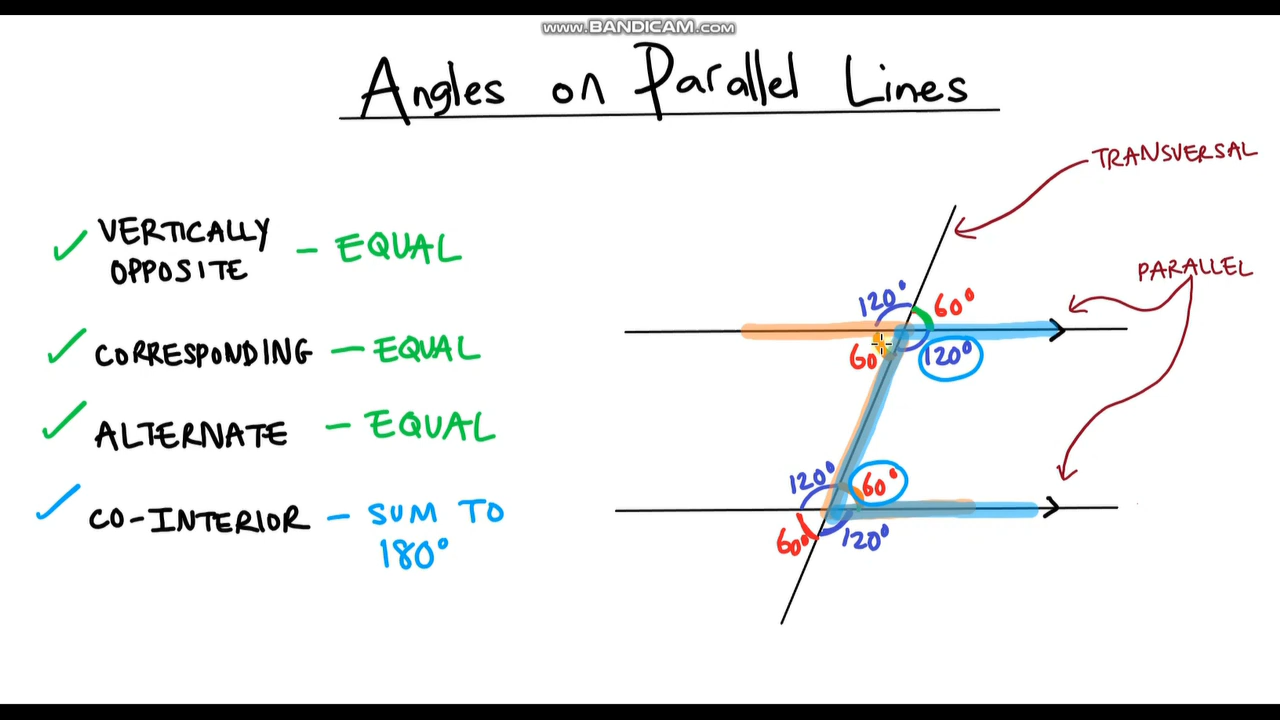 www.BANDICAM.com
Angles on Parallel Lines
TRANSVERSAL
VERTICALLY
OPPOSITE - EQUAL
PARALLEL
120° 60°
CORRESPONDING - EQUAL
60 120°
ALTERNATE - EQUAL
120° 60°
CO-INTERIOR - SUM TO
180°
60 120°